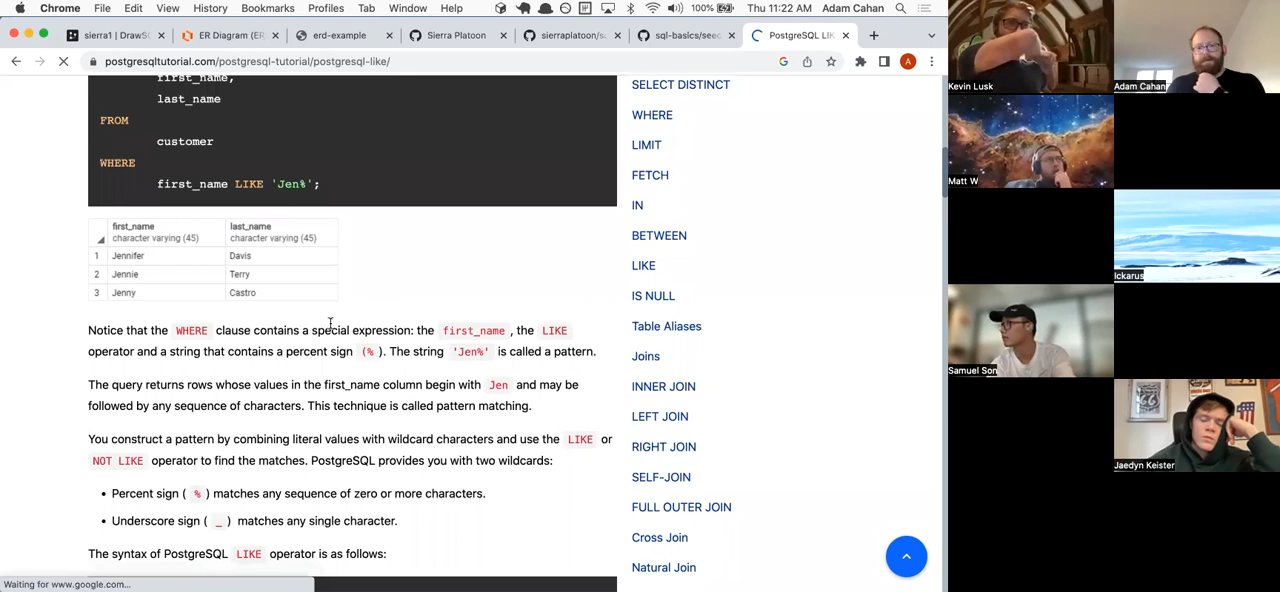 Chrome File Edit View History Bookmarks Profiles Tab Window Help 100% Thu 11:22 AM Adam Cahan
sierra1 | DrawSQ ER Diagram (ER erd-example Sierra Platoon sierraplatoon/su sql-basics/seed PostgreSQL LIK
postgresqltutorial.com/postgresql-tutorial/postgresql-like/
first_name,
last_name
FROM
customer
WHERE
first_name LIKE 'Jen%';
first_name last_name
character varying (45) character varying (45)
1 Jennifer Davis
2 Jennie Terry
3 Jenny Castro
Notice that the WHERE clause contains a special expression: the first_name , the LIKE
operator and a string that contains a percent sign (% ). The string 'Jen%' is called a pattern.
The query returns rows whose values in the first_name column begin with Jen and may be
followed by any sequence of characters. This technique is called pattern matching.
You construct a pattern by combining literal values with wildcard characters and use the LIKE or
NOT LIKE operator to find the matches. PostgreSQL provides you with two wildcards:
• Percent sign ( % ) matches any sequence of zero or more characters.
• Underscore sign ( _ ) matches any single character.
The syntax of PostgreSQL LIKE operator is as follows:
Waiting for www.google.com...
SELECT DISTINCT
WHERE
LIMIT
FETCH
IN
BETWEEN
LIKE
IS NULL
Table Aliases
Joins
INNER JOIN
LEFT JOIN
RIGHT JOIN
SELF-JOIN
FULL OUTER JOIN
Cross Join
Natural Join
A
Kevin Lusk
Adam Cahan
Matt W
Ickarus
Samuel Son
Jaedyn Keister